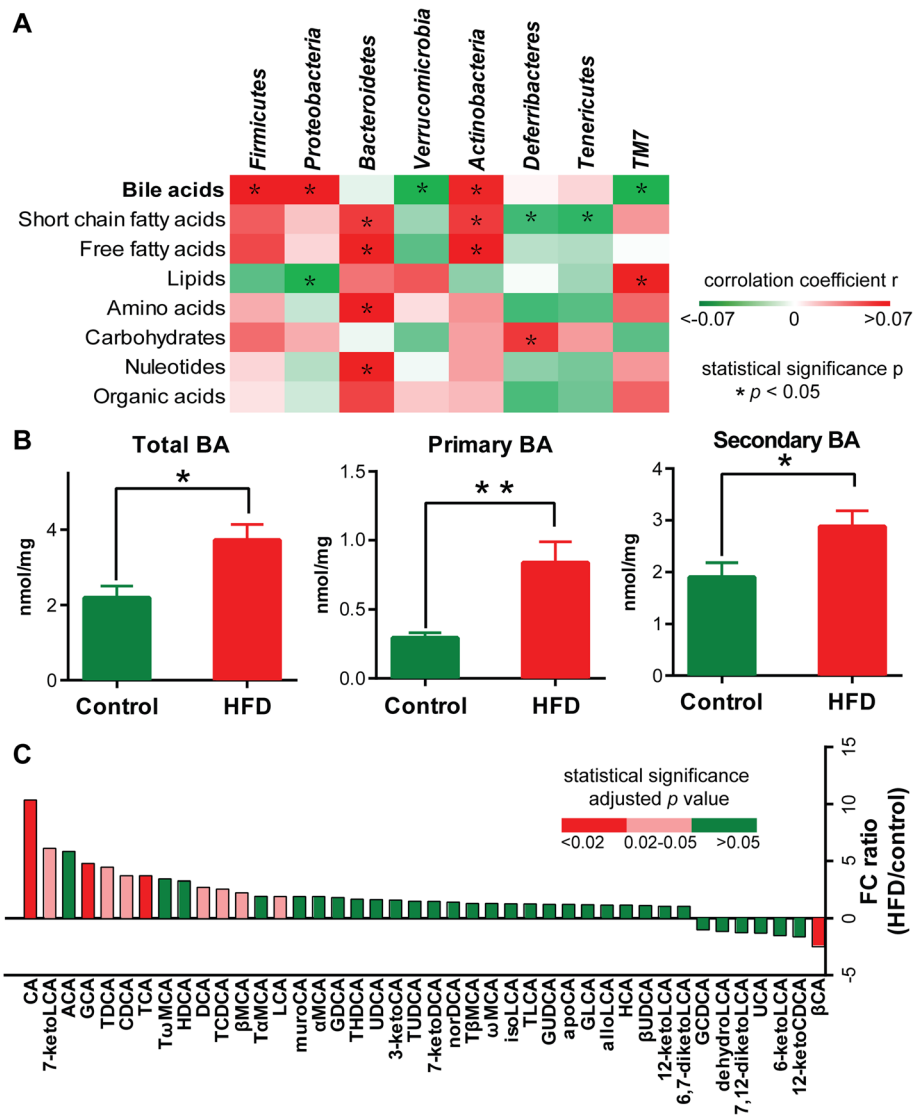 A
Firmicutes
Proteobacteria
Bacteroidetes
Verrucomicrobia
Actinobacteria
Deferribacteres
Tenericutes
TM7
Bile acids * * * * *
Short chain fatty acids * * * *
Free fatty acids * *
Lipids * *
Amino acids *
Carbohydrates *
Nuleotides *
Organic acids
corrolation coefficient r
<-0.07 0 >0.07
statistical significance p
* p < 0.05
B
Total BA
*
nmol/mg
4
2
0
Control HFD
Primary BA
* *
nmol/mg
1.5
1.0
0.5
0.0
Control HFD
Secondary BA
*
nmol/mg
4
3
2
1
0
Control HFD
C
statistical significance
adjusted p value
<0.02 0.02-0.05 >0.05
15
10
5
0
-5
FC ratio
(HFD/control)
CA
7-ketoLCA
ACA
GCA
TDCA
CDCA
TCA
TωMCA
HDCA
DCA
TCDCA
βMCA
TαMCA
LCA
muroCA
αMCA
GDCA
THDCA
UDCA
3-ketoCA
TUDCA
7-ketoDCA
norDCA
TβMCA
ωMCA
isoLCA
TLCA
GUDCA
apoCA
GLCA
alloLCA
HCA
βUDCA
12-ketoLCA
6,7-diketoLCA
GCDCA
dehydroLCA
7,12-diketoLCA
UCA
6-ketoLCA
12-ketoCDCA
βCA